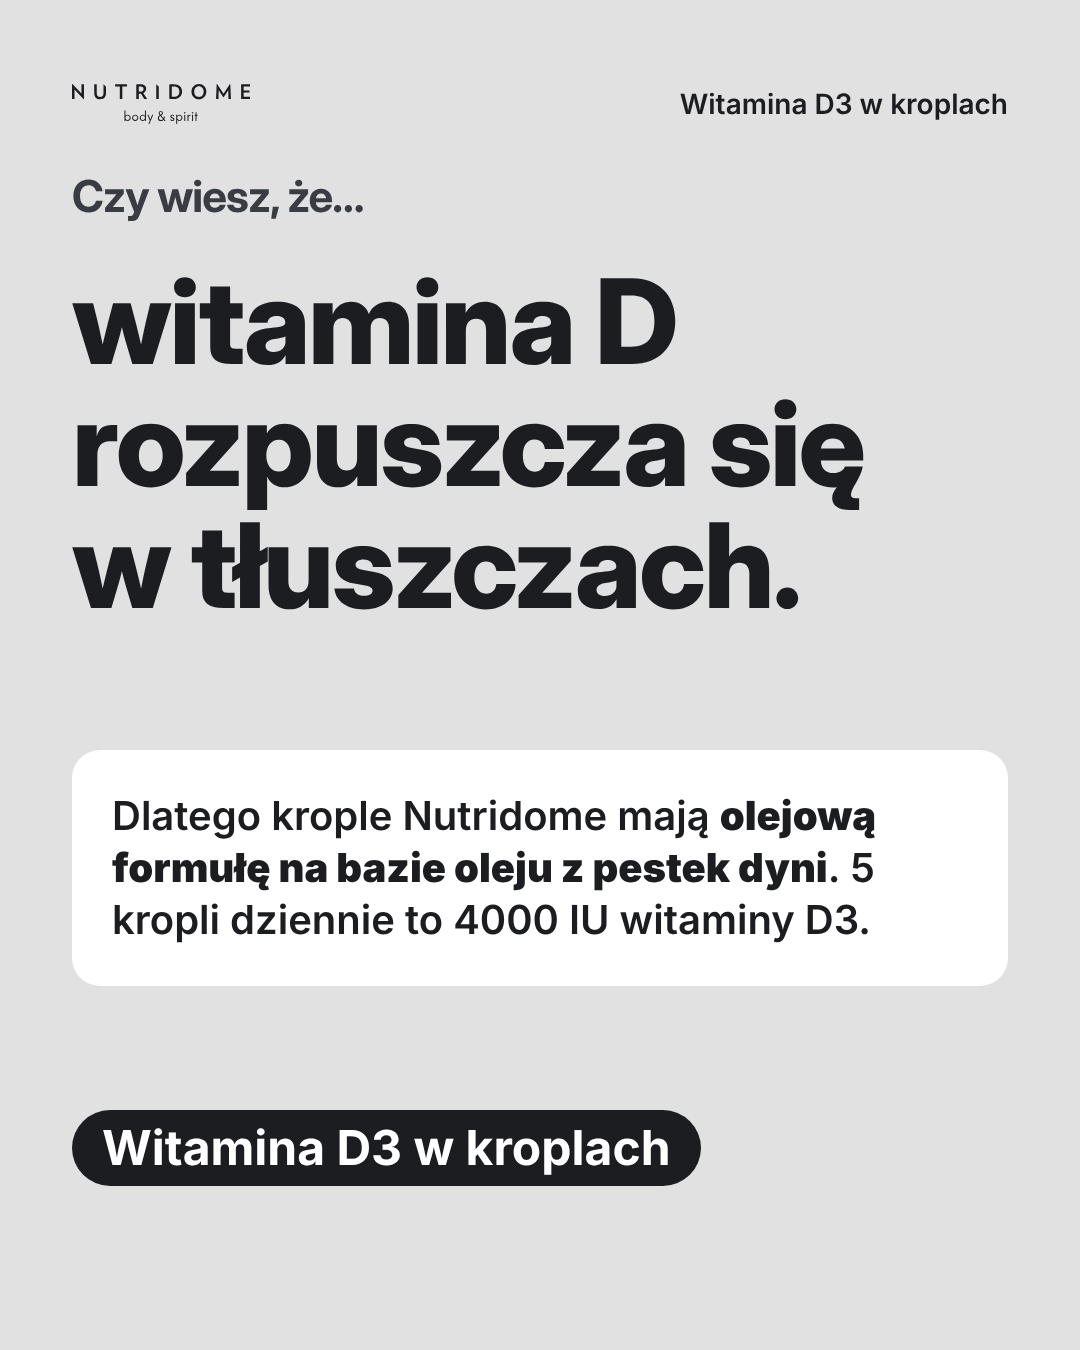 NUTRIDOME
body & spirit
Witamina D3 w kroplach
Czy wiesz, że...
witamina D
rozpuszcza się
w tłuszczach.
Dlatego krople Nutridome mają olejową
formułę na bazie oleju z pestek dyni. 5
kropli dziennie to 4000 IU witaminy D3.
Witamina D3 w kroplach